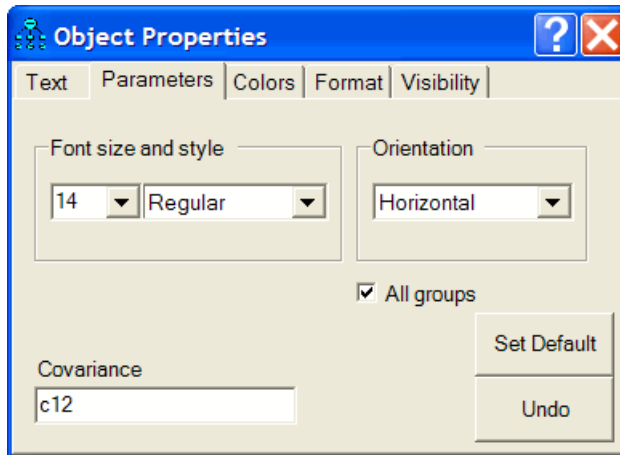 Object Properties
Text Parameters Colors Format Visibility
Font size and style
Orientation
14 Regular
Horizontal
All groups
Set Default
Covariance
c12
Undo